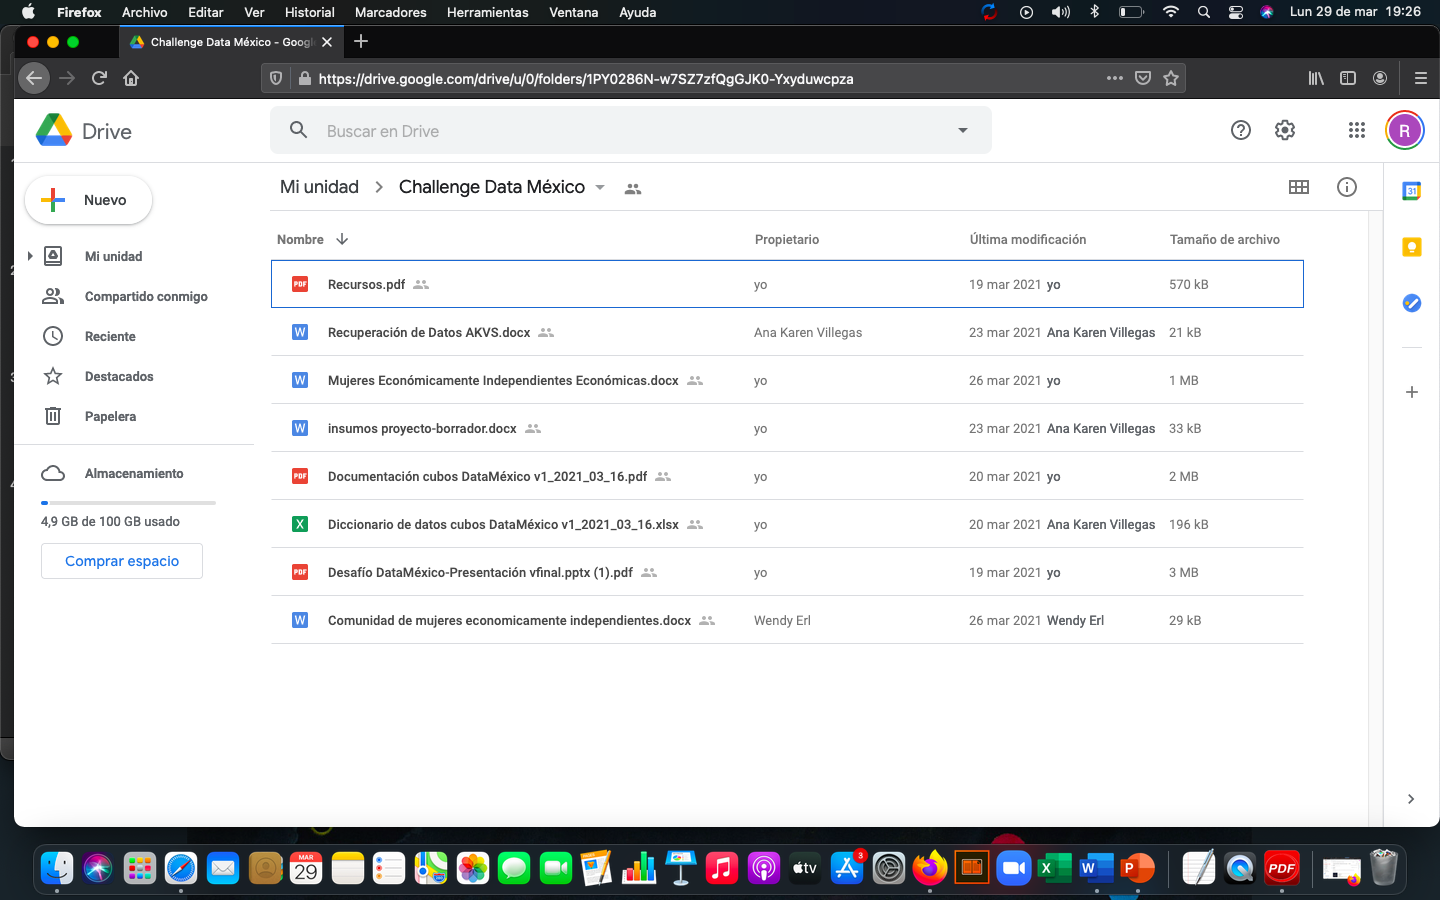 Firefox Archivo Editar Ver Historial Marcadores Herramientas Ventana Ayuda Lun 29 de mar 19:26
Challenge Data México - Googl
https://drive.google.com/drive/u/0/folders/1PY0286N-w7SZ7zfQgGJK0-Yxyduwcpza
Drive
Buscar en Drive
R
Nuevo
Mi unidad
Compartido conmigo
Reciente
Destacados
Papelera
Almacenamiento
4,9 GB de 100 GB usado
Comprar espacio
Mi unidad > Challenge Data México
Nombre Propietario Última modificación Tamaño de archivo
PDF Recursos.pdf yo 19 mar 2021 yo 570 kB
W Recuperación de Datos AKVS.docx Ana Karen Villegas 23 mar 2021 Ana Karen Villegas 21 kB
W Mujeres Económicamente Independientes Económicas.docx yo 26 mar 2021 yo 1 MB
W insumos proyecto-borrador.docx yo 23 mar 2021 Ana Karen Villegas 33 kB
PDF Documentación cubos DataMéxico v1_2021_03_16.pdf yo 20 mar 2021 yo 2 MB
X Diccionario de datos cubos DataMéxico v1_2021_03_16.xlsx yo 20 mar 2021 Ana Karen Villegas 196 kB
PDF Desafío DataMéxico-Presentación vfinal.pptx (1).pdf yo 19 mar 2021 yo 3 MB
W Comunidad de mujeres economicamente independientes.docx Wendy Erl 26 mar 2021 Wendy Erl 29 kB
31
MAR
29
tv
3
X
W
P
PDF